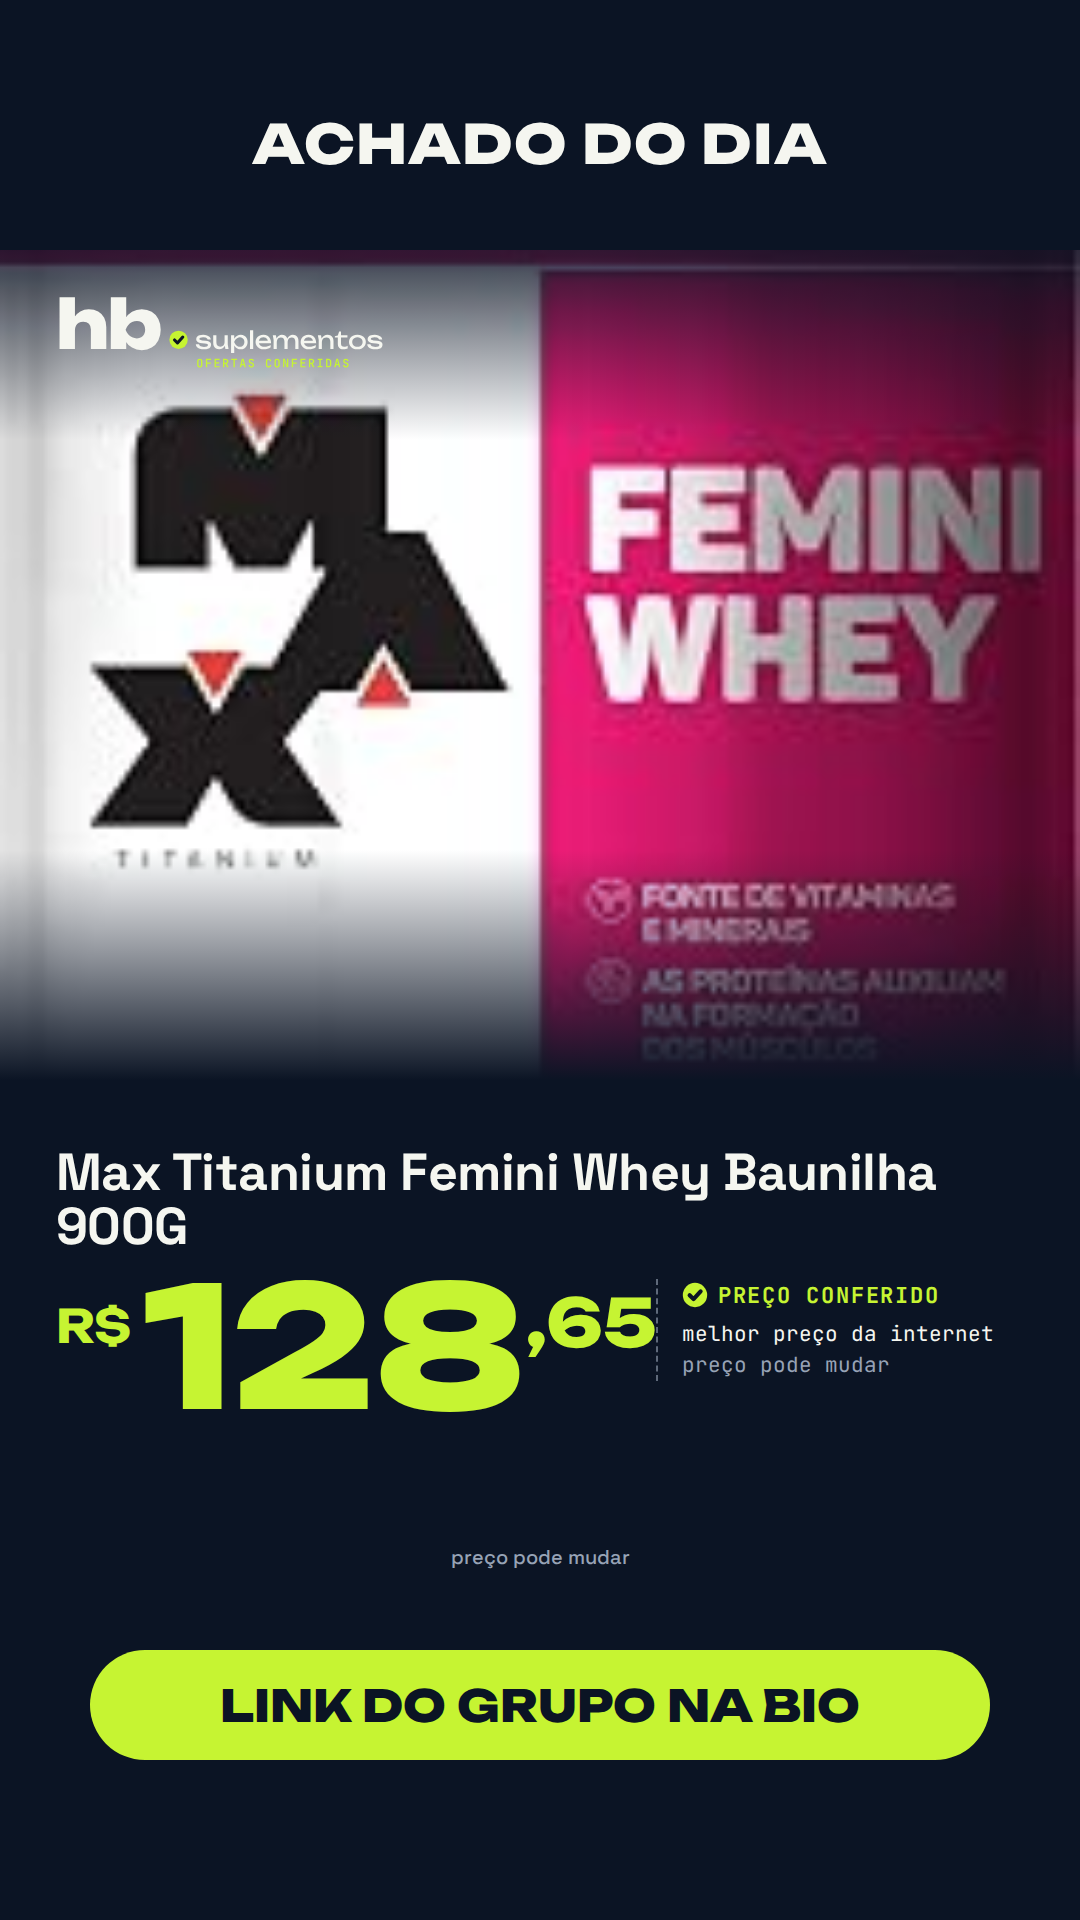 ACHADO DO DIA
hb suplementos
OFERTAS CONFERIDAS
MAX
TITANIUM
FEMINI
WHEY
FONTE DE VITAMINAS
E MINERAIS
AS PROTEÍNAS AUXILIAM
NA FORMAÇÃO
DOS MÚSCULOS
Max Titanium Femini Whey Baunilha
900G
R$ 128,65
PREÇO CONFERIDO
melhor preço da internet
preço pode mudar
preço pode mudar
LINK DO GRUPO NA BIO